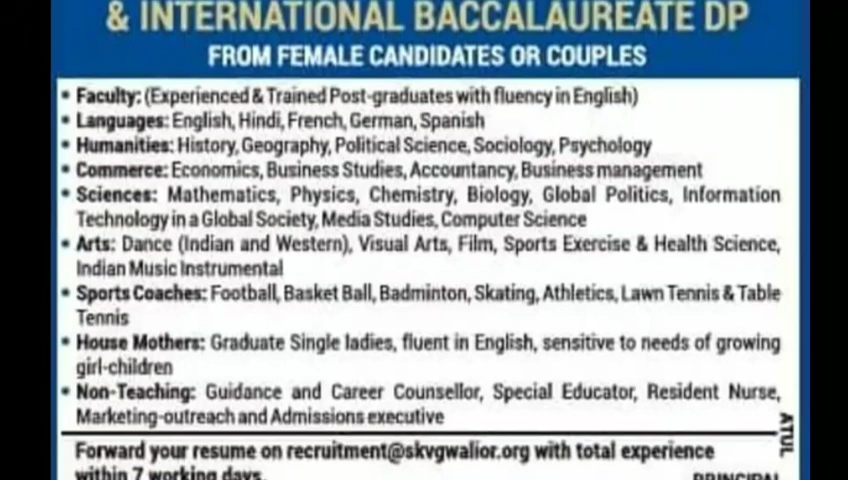 & INTERNATIONAL BACCALAUREATE DP
FROM FEMALE CANDIDATES OR COUPLES
• Faculty: (Experienced & Trained Post-graduates with fluency in English)
• Languages: English, Hindi, French, German, Spanish
• Humanities: History, Geography, Political Science, Sociology, Psychology
• Commerce: Economics, Business Studies, Accountancy, Business management
• Sciences: Mathematics, Physics, Chemistry, Biology, Global Politics, Information
Technology in a Global Society, Media Studies, Computer Science
• Arts: Dance (Indian and Western), Visual Arts, Film, Sports Exercise & Health Science,
Indian Music Instrumental
• Sports Coaches: Football, Basket Ball, Badminton, Skating, Athletics, Lawn Tennis & Table
Tennis
• House Mothers: Graduate Single ladies, fluent in English, sensitive to needs of growing
girl-children
• Non-Teaching: Guidance and Career Counsellor, Special Educator, Resident Nurse,
Marketing-outreach and Admissions executive
ATUL
Forward your resume on recruitment@skvgwalior.org with total experience
within 7 working days.
PRINCIPAL